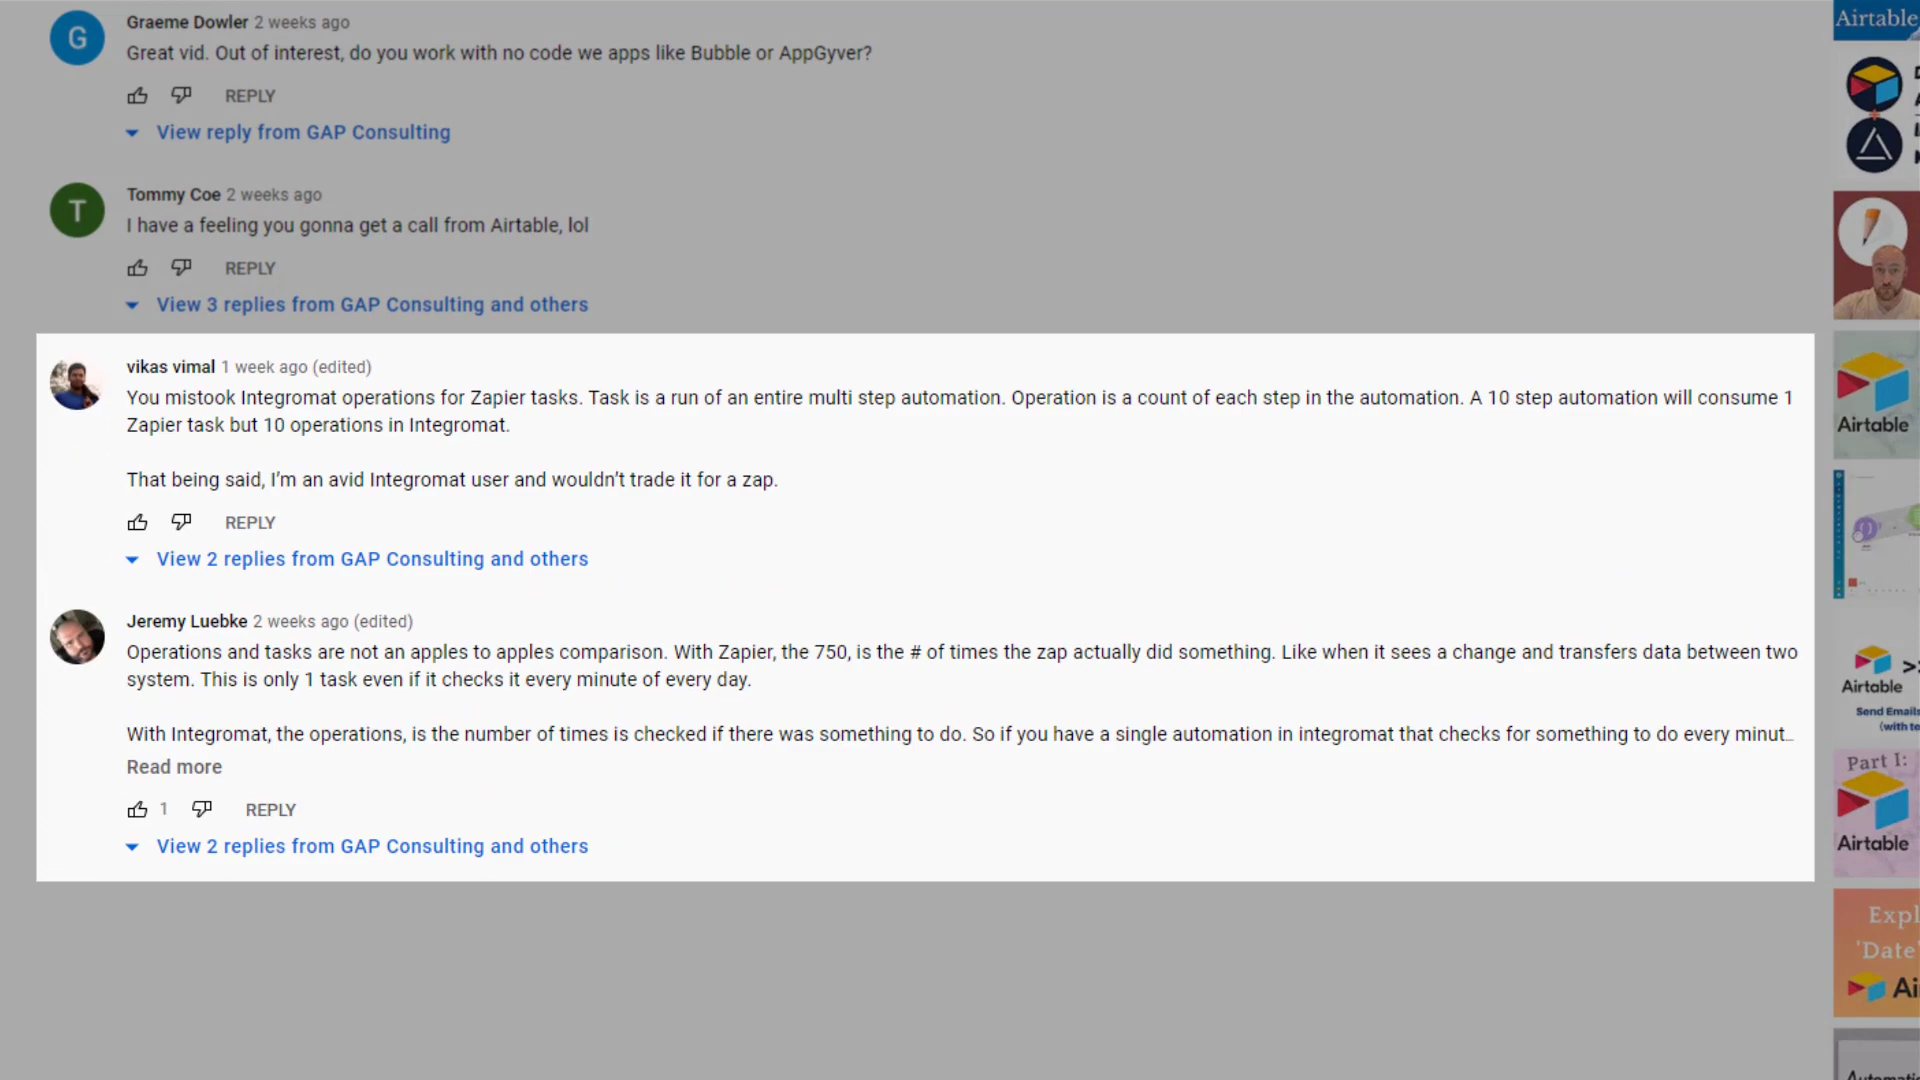 Graeme Dowler 2 weeks ago
Great vid. Out of interest, do you work with no code we apps like Bubble or AppGyver?
REPLY
View reply from GAP Consulting
Tommy Coe 2 weeks ago
I have a feeling you gonna get a call from Airtable, lol
REPLY
View 3 replies from GAP Consulting and others
vikas vimal 1 week ago (edited)
You mistook Integromat operations for Zapier tasks. Task is a run of an entire multi step automation. Operation is a count of each step in the automation. A 10 step automation will consume 1
Zapier task but 10 operations in Integromat.
That being said, I'm an avid Integromat user and wouldn't trade it for a zap.
REPLY
View 2 replies from GAP Consulting and others
Jeremy Luebke 2 weeks ago (edited)
Operations and tasks are not an apples to apples comparison. With Zapier, the 750, is the # of times the zap actually did something. Like when it sees a change and transfers data between two
system. This is only 1 task even if it checks it every minute of every day.
With Integromat, the operations, is the number of times is checked if there was something to do. So if you have a single automation in integromat that checks for something to do every minut...
Read more
1 REPLY
View 2 replies from GAP Consulting and others
G
T
Airtable
Airtable
Airtable >
Send Emails
(with te
Part I:
Airtable
Expl
'Date'
Ai